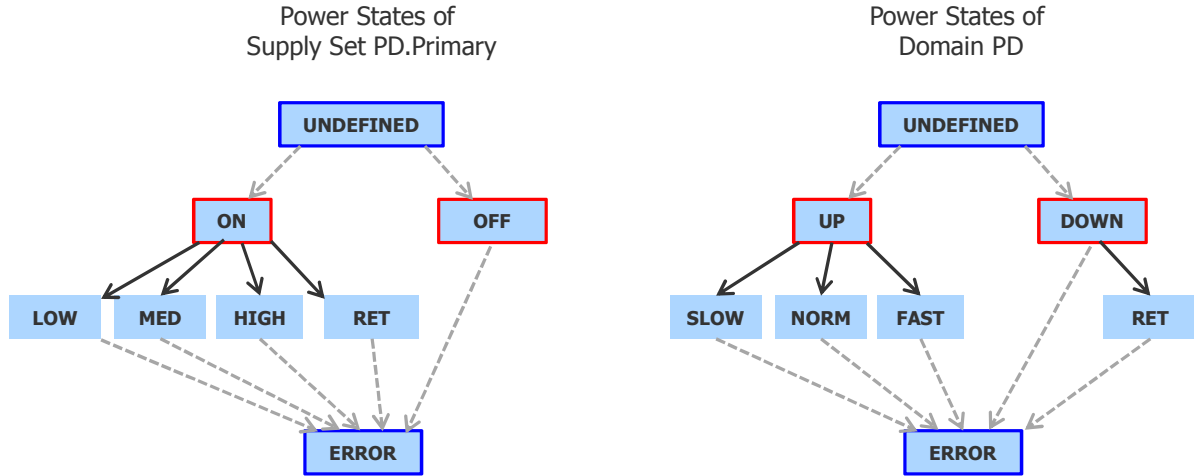 Power States of
Supply Set PD.Primary
UNDEFINED
ON
OFF
LOW
MED
HIGH
RET
ERROR
Power States of
Domain PD
UNDEFINED
UP
DOWN
SLOW
NORM
FAST
RET
ERROR